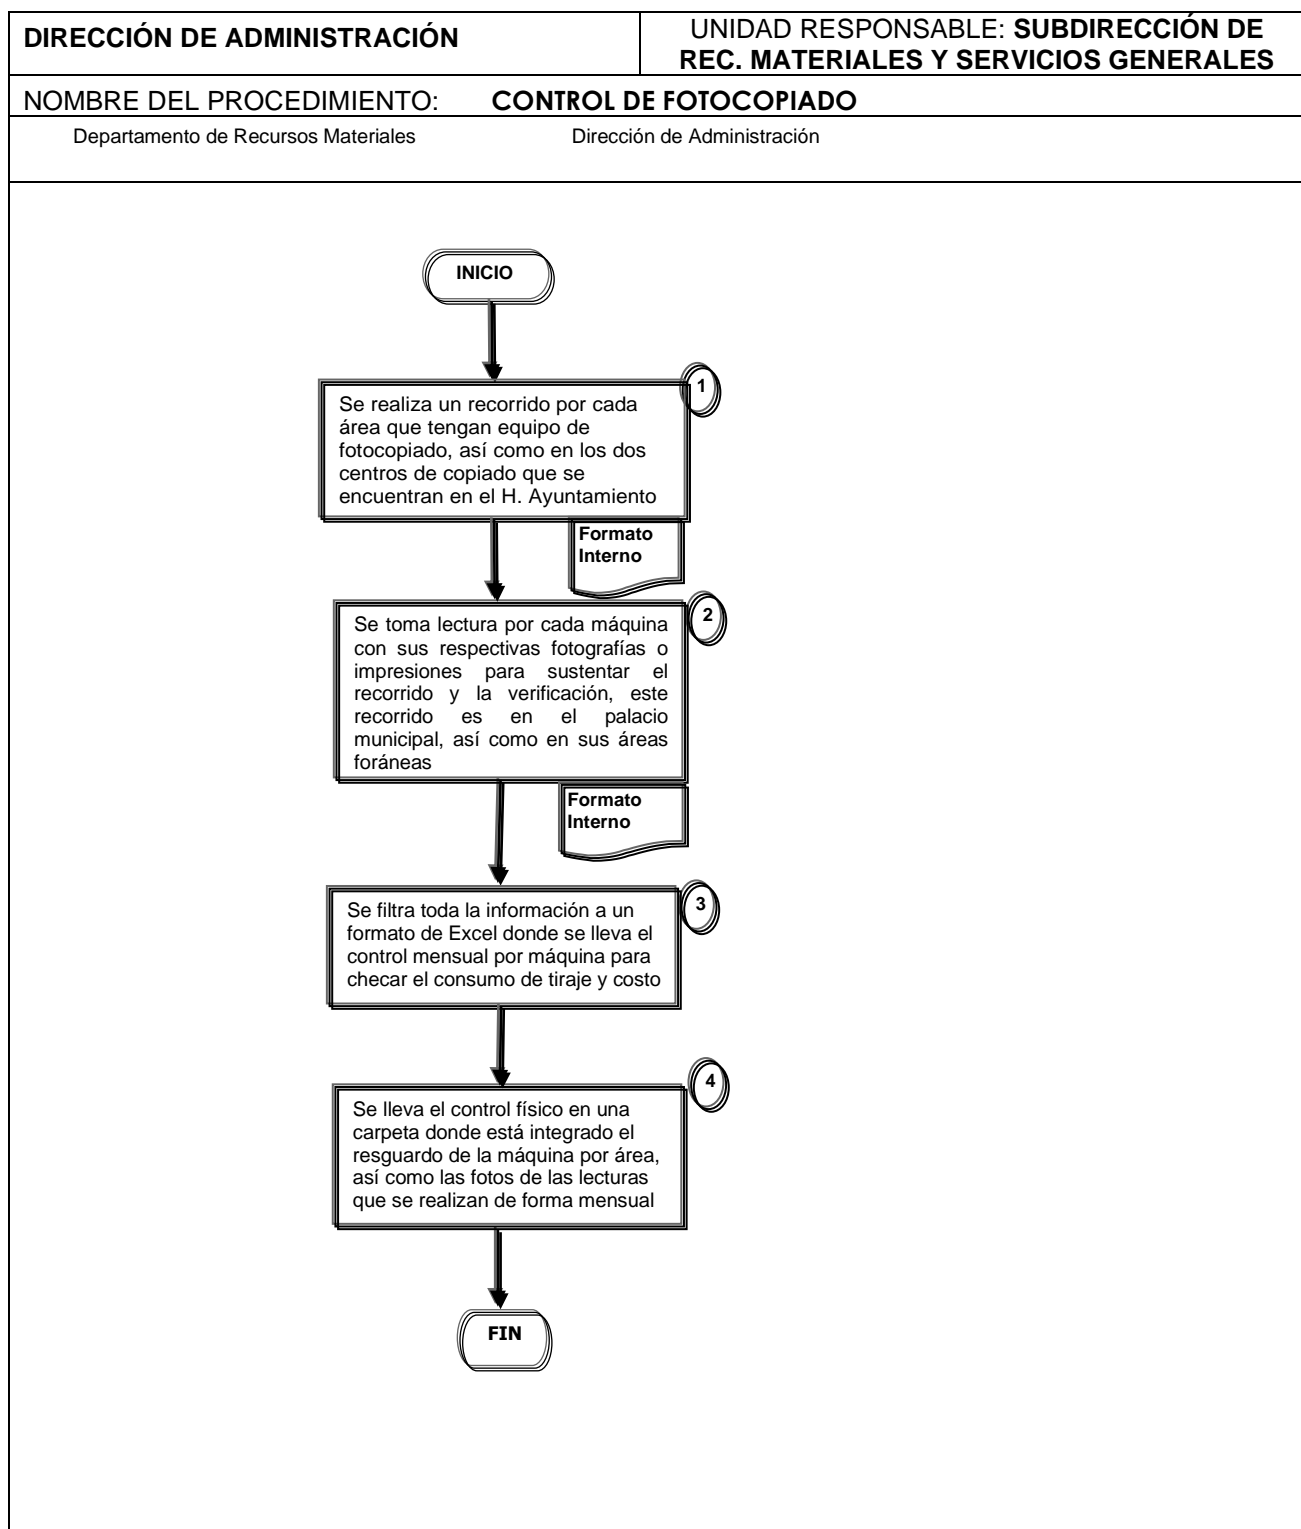 DIRECCIÓN DE ADMINISTRACIÓN
UNIDAD RESPONSABLE: SUBDIRECCIÓN DE
REC. MATERIALES Y SERVICIOS GENERALES
NOMBRE DEL PROCEDIMIENTO: CONTROL DE FOTOCOPIADO
Departamento de Recursos Materiales
Dirección de Administración
INICIO
1
Se realiza un recorrido por cada
área que tengan equipo de
fotocopiado, así como en los dos
centros de copiado que se
encuentran en el H. Ayuntamiento
Formato
Interno
2
Se toma lectura por cada máquina
con sus respectivas fotografías o
impresiones para sustentar el
recorrido y la verificación, este
recorrido es en el palacio
municipal, así como en sus áreas
foráneas
Formato
Interno
3
Se filtra toda la información a un
formato de Excel donde se lleva el
control mensual por máquina para
checar el consumo de tiraje y costo
4
Se lleva el control físico en una
carpeta donde está integrado el
resguardo de la máquina por área,
así como las fotos de las lecturas
que se realizan de forma mensual
FIN